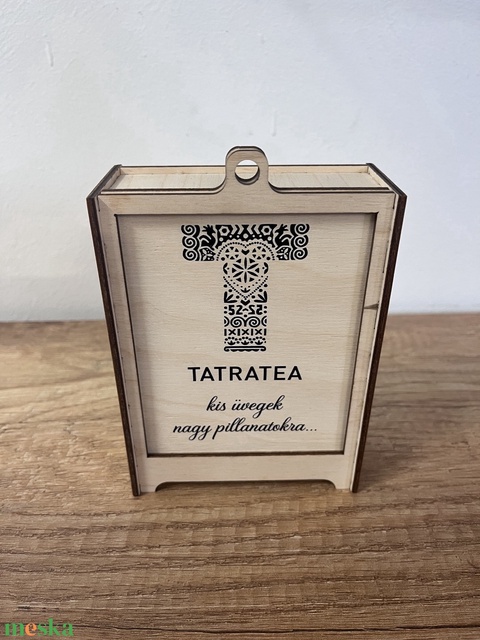 TATRATEA
kis üvegek
nagy pillanatokra...
meska